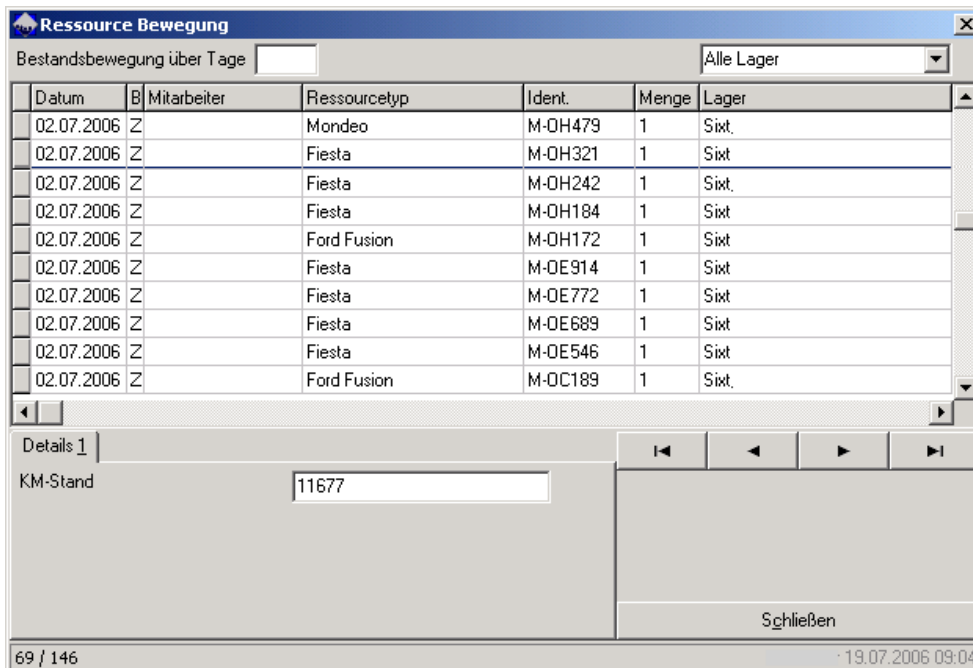 Ressource Bewegung
Bestandsbewegung über Tage Alle Lager
Datum B Mitarbeiter Ressourcetyp Ident. Menge Lager
02.07.2006 Z Mondeo M-OH479 1 Sixt.
02.07.2006 Z Fiesta M-OH321 1 Sixt
02.07.2006 Z Fiesta M-OH242 1 Sixt.
02.07.2006 Z Fiesta M-OH184 1 Sixt
02.07.2006 Z Ford Fusion M-OH172 1 Sixt
02.07.2006 Z Fiesta M-OE914 1 Sixt
02.07.2006 Z Fiesta M-OE772 1 Sixt
02.07.2006 Z Fiesta M-OE689 1 Sixt
02.07.2006 Z Fiesta M-OE546 1 Sixt
02.07.2006 Z Ford Fusion M-OC189 1 Sixt.
Details 1
KM-Stand 11677
Schließen
69 / 146 19.07.2006 09:04